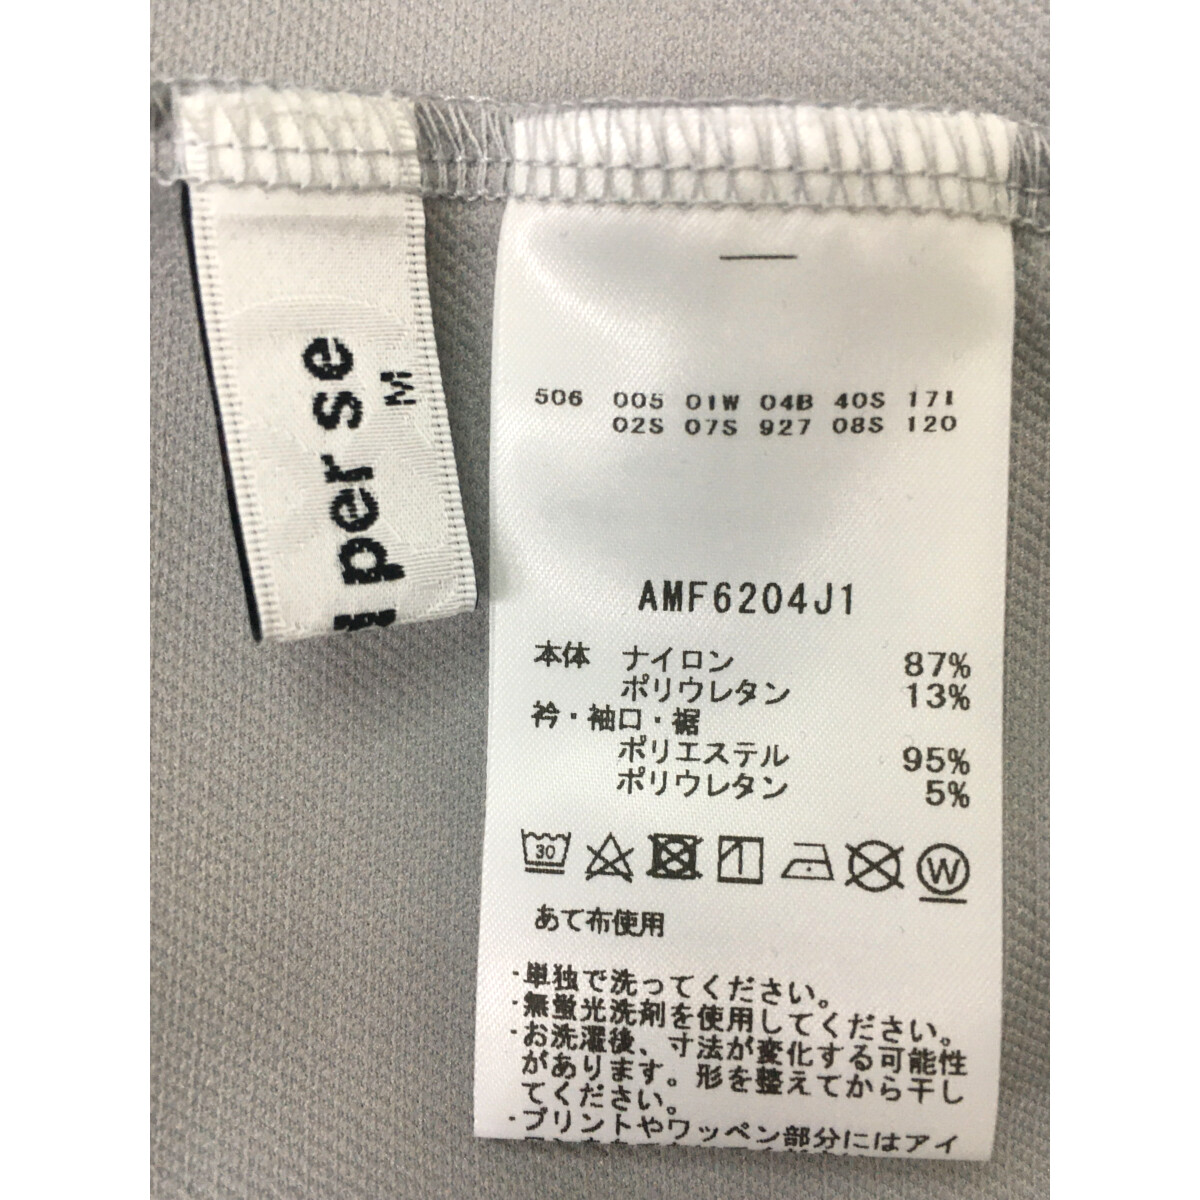 per se
M
506 005 01W 04B 40S 171
02S 07S 927 08S 120
AMF6204J1
本体 ナイロン 87%
ポリウレタン 13%
衿・袖口・裾
ポリエステル 95%
ポリウレタン 5%
30
W
あて布使用
・単独で洗ってください。
・無蛍光洗剤を使用してください。
・お洗濯後、寸法が変化する可能性
があります。形を整えてから干し
てください。
・プリントやワッペン部分にはアイ